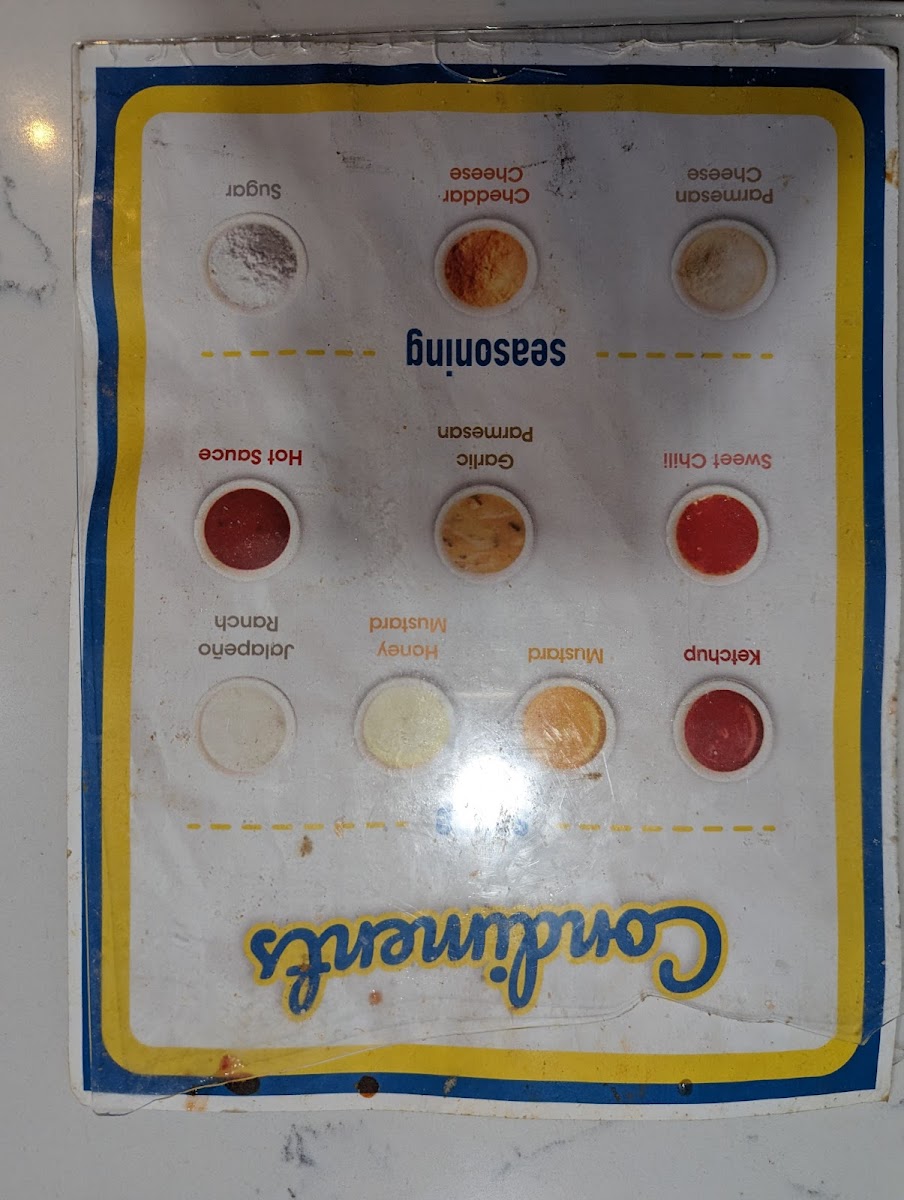 Condiments
Ketchup Mustard Honey Jalapeño
Mustard Ranch
Sweet Chili Garlic Hot Sauce
Parmesan
seasoning
Parmesan Cheddar Sugar
Cheese Cheese